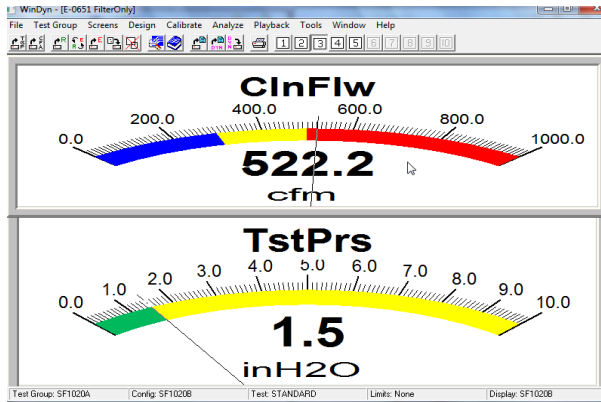 WinDyn - [E-0651 FilterOnly]
File Test Group Screens Design Calibrate Analyze Playback Tools Window Help
1 2 3 4 5 6 7 8 9 10
ClnFlw
0.0 200.0 400.0 600.0 800.0 1000.0
522.2
cfm
TstPrs
0.0 1.0 2.0 3.0 4.0 5.0 6.0 7.0 8.0 9.0 10.0
1.5
inH2O
Test Group: SF1020A Config: SF1020B Test: STANDARD Limits: None Display: SF1020B